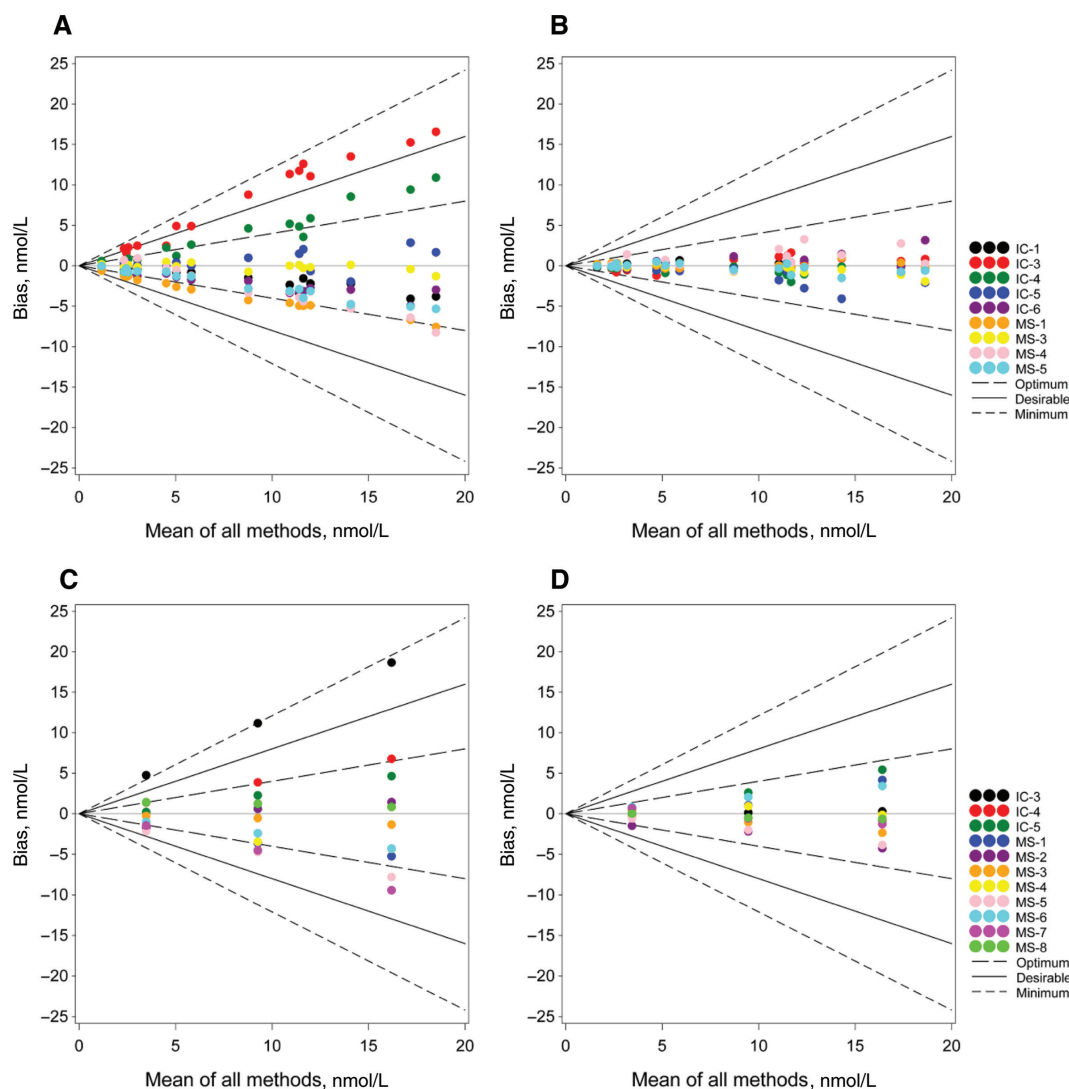 A
B
25
20
15
10
5
0
−5
−10
−15
−20
−25
Bias, nmol/L
0 5 10 15 20
Mean of all methods, nmol/L
25
20
15
10
5
0
−5
−10
−15
−20
−25
Bias, nmol/L
0 5 10 15 20
Mean of all methods, nmol/L
IC-1
IC-3
IC-4
IC-5
IC-6
MS-1
MS-3
MS-4
MS-5
Optimum
Desirable
Minimum
C
D
25
20
15
10
5
0
−5
−10
−15
−20
−25
Bias, nmol/L
0 5 10 15 20
Mean of all methods, nmol/L
25
20
15
10
5
0
−5
−10
−15
−20
−25
Bias, nmol/L
0 5 10 15 20
Mean of all methods, nmol/L
IC-3
IC-4
IC-5
MS-1
MS-2
MS-3
MS-4
MS-5
MS-6
MS-7
MS-8
Optimum
Desirable
Minimum